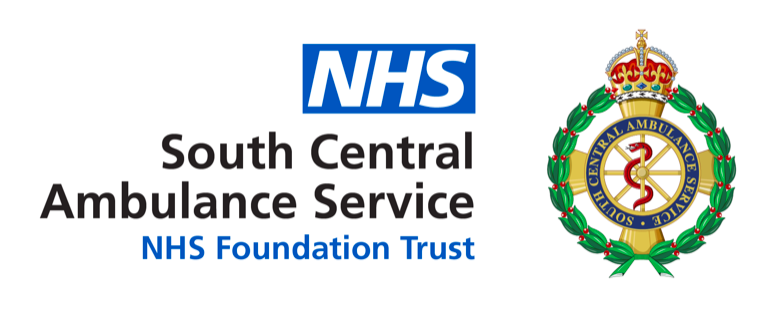 NHS
South Central
Ambulance Service
NHS Foundation Trust
SOUTH CENTRAL AMBULANCE SERVICE